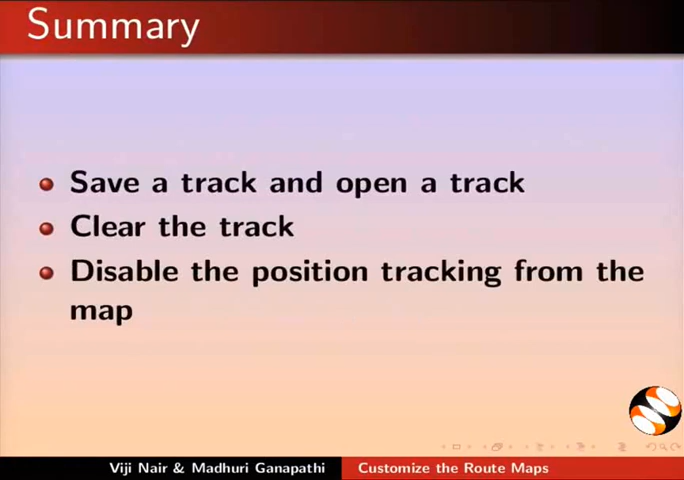 Summary
Save a track and open a track
Clear the track
Disable the position tracking from the
map
Viji Nair & Madhuri Ganapathi Customize the Route Maps